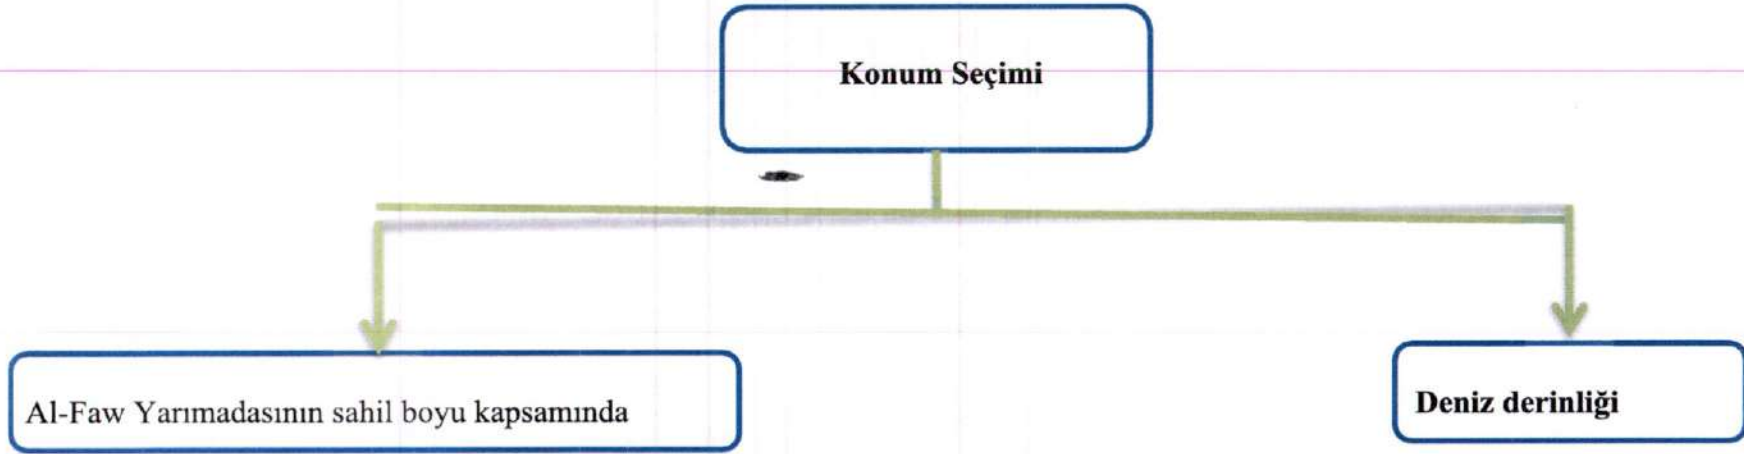 Konum Seçimi
Al-Faw Yarımadasının sahil boyu kapsamında
Deniz derinliği